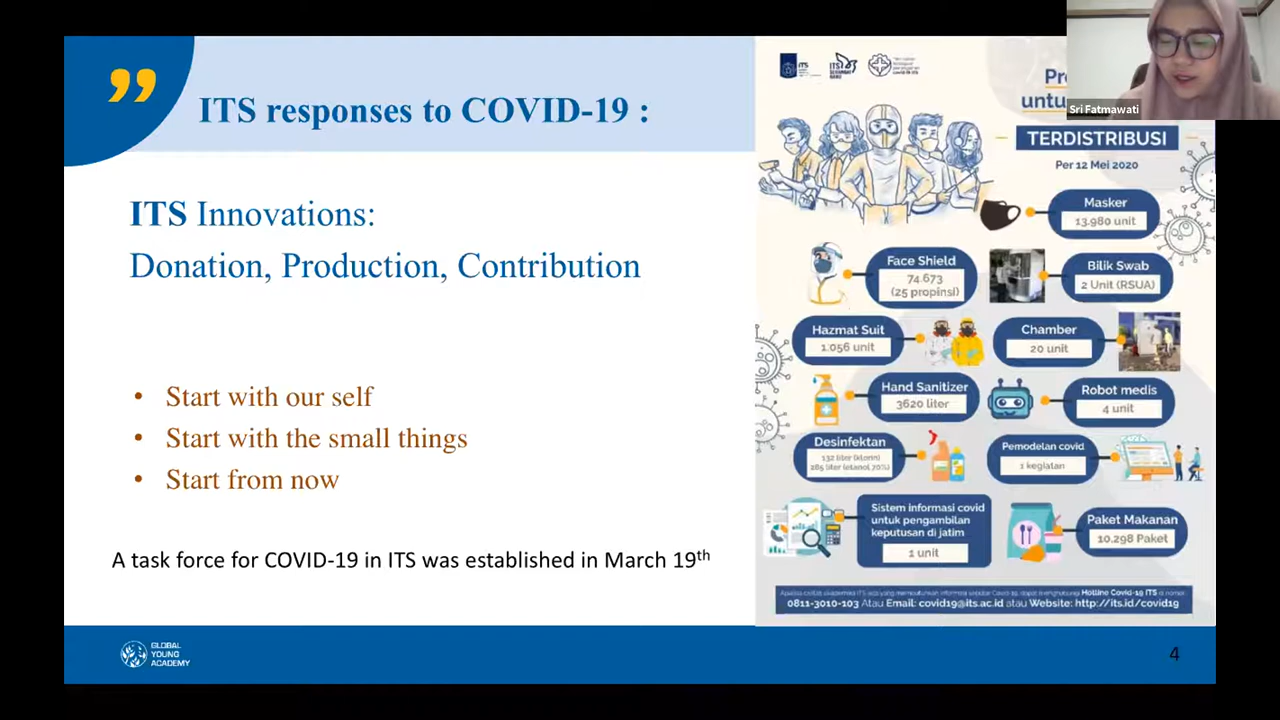 ITS responses to COVID-19 :
ITS Innovations:
Donation, Production, Contribution
• Start with our self
• Start with the small things
• Start from now
A task force for COVID-19 in ITS was established in March 19th
GLOBAL
YOUNG
ACADEMY
4
Sri Fatmawati
ITS
Pr
untu
TERDISTRIBUSI
Per 12 Mei 2020
Masker
13.980 unit
Face Shield
74.673
(25 propinsi)
Bilik Swab
2 Unit (RSUA)
Hazmat Suit
1.056 unit
Chamber
20 unit
Hand Sanitizer
3620 liter
Robot medis
4 unit
Desinfektan
132 liter (klorin)
285 liter (etanol 70%)
Pemodelan covid
1 kegiatan
Sistem informasi covid
untuk pengambilan
keputusan di jatim
1 unit
Paket Makanan
10.298 Paket
Hotline Covid-19 ITS di nomor
0811-3010-103 Atau Email: covid19@its.ac.id atau Website: http://its.id/covid19